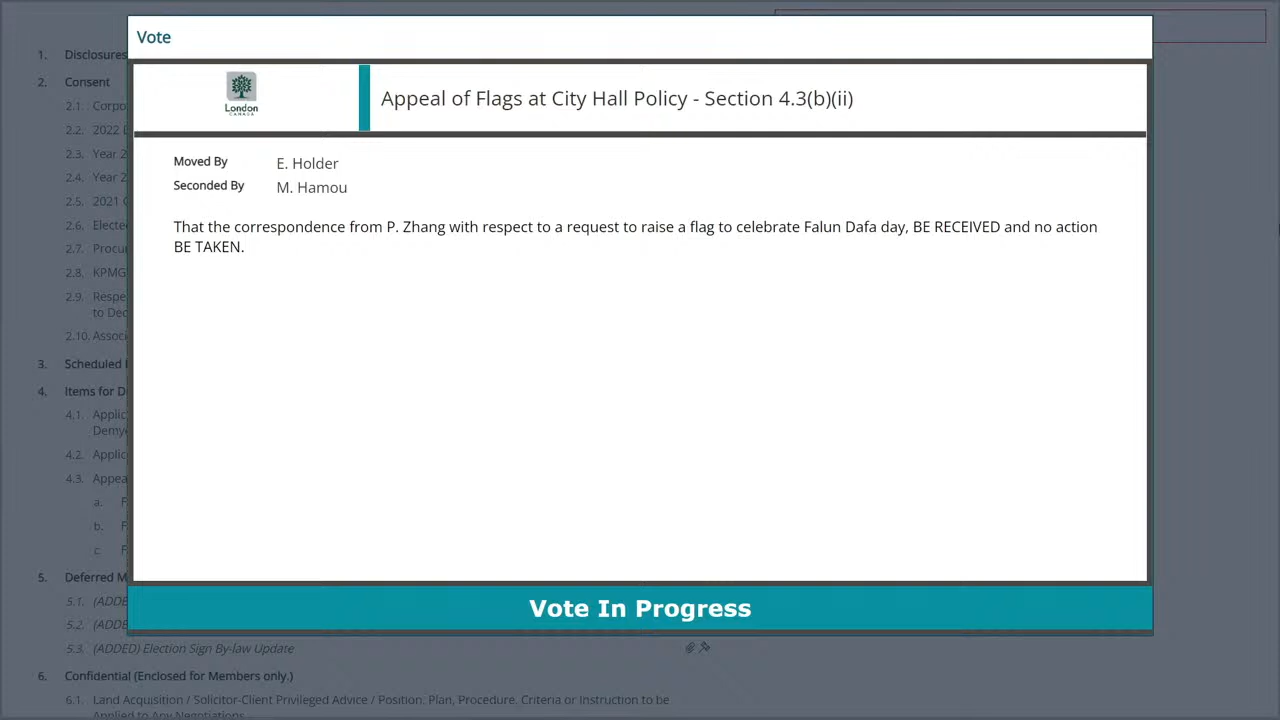 Vote
London
CANADA
Appeal of Flags at City Hall Policy - Section 4.3(b)(ii)
Moved By E. Holder
Seconded By M. Hamou
That the correspondence from P. Zhang with respect to a request to raise a flag to celebrate Falun Dafa day, BE RECEIVED and no action
BE TAKEN.
Vote In Progress
1. Disclosures
2. Consent
2.1. Corpo
2.2. 2022
2.3. Year 2
2.4. Year 2
2.5. 2021
2.6. Electe
2.7. Procu
2.8. KPMG
2.9. Respe
to Dec
2.10. Associ
3. Scheduled
4. Items for D
4.1. Applic
Demy
4.2. Applic
4.3. Appea
a. F
b. F
c. F
5. Deferred M
5.1. (ADDE
5.2. (ADDE
5.3. (ADDED) Election Sign By-law Update
6. Confidential (Enclosed for Members only.)
6.1. Land Acquisition / Solicitor-Client Privileged Advice / Position, Plan, Procedure, Criteria or Instruction to be
Applied to Any Negotiations